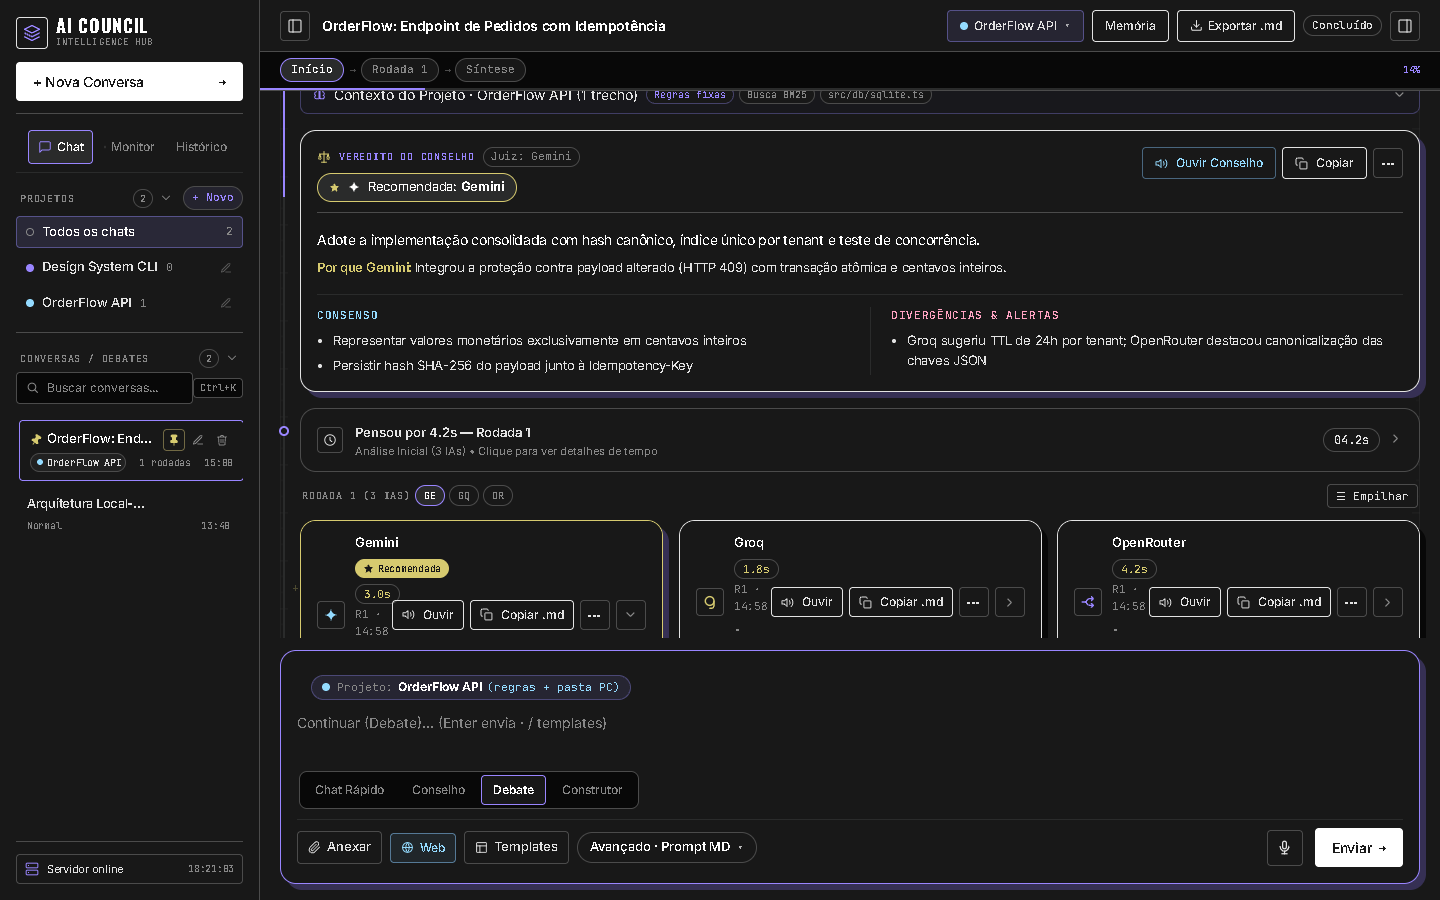 AI COUNCIL
INTELLIGENCE HUB
+ Nova Conversa →
Chat
Monitor
Histórico
PROJETOS 2 + Novo
Todos os chats 2
Design System CLI 0
OrderFlow API 1
CONVERSAS / DEBATES 2
Buscar conversas... Ctrl+K
OrderFlow: End...
OrderFlow API 1 rodadas
Arquitetura Local-...
Normal
Servidor online
OrderFlow: Endpoint de Pedidos com Idempotência
OrderFlow API
Memória
Exportar .md
Concluído
Início → Rodada 1 → Síntese
14%
Contexto do Projeto · OrderFlow API (1 trecho) Regras fixas Busca BM25 src/db/sqlite.ts
VEREDITO DO CONSELHO Juiz: Gemini
Ouvir Conselho
Copiar
Recomendada: Gemini
Adote a implementação consolidada com hash canônico, índice único por tenant e teste de concorrência.
Por que Gemini: Integrou a proteção contra payload alterado (HTTP 409) com transação atômica e centavos inteiros.
CONSENSO
• Representar valores monetários exclusivamente em centavos inteiros
• Persistir hash SHA-256 do payload junto à Idempotency-Key
DIVERGÊNCIAS & ALERTAS
• Groq sugeriu TTL de 24h por tenant; OpenRouter destacou canonicalização das
chaves JSON
Pensou por 4.2s — Rodada 1
Análise Inicial (3 IAs) • Clique para ver detalhes de tempo
04.2s
RODADA 1 (3 IAS) GE GQ OR
Empilhar
Gemini
Recomendada
3.0s
R1 ·
14:58
Ouvir
Copiar .md
Groq
1.8s
R1 ·
14:58
Ouvir
Copiar .md
-
OpenRouter
4.2s
R1 ·
14:58
Ouvir
Copiar .md
-
Projeto: OrderFlow API (regras + pasta PC)
Continuar (Debate)... (Enter envia · / templates)
Chat Rápido
Conselho
Debate
Construtor
Anexar
Web
Templates
Avançado · Prompt MD
Enviar →